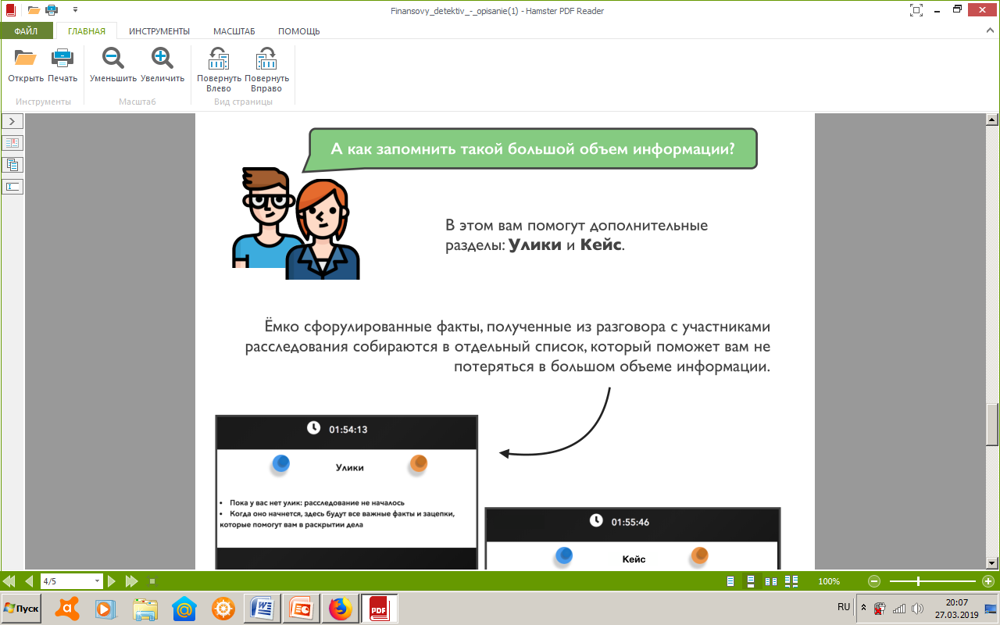 Finansovy_detektiv_-_opisanie(1) - Hamster PDF Reader
ФАЙЛ ГЛАВНАЯ ИНСТРУМЕНТЫ МАСШТАБ ПОМОЩЬ
Открыть Печать Уменьшить Увеличить Повернуть Повернуть
Влево Вправо
Инструменты Масштаб Вид страницы
А как запомнить такой большой объем информации?
В этом вам помогут дополнительные
разделы: Улики и Кейс.
Ёмко сфорулированные факты, полученные из разговора с участниками
расследования собираются в отдельный список, который поможет вам не
потеряться в большом объеме информации.
01:54:13
Улики
• Пока у вас нет улик: расследование не началось
• Когда оно начнется, здесь будут все важные факты и зацепки,
которые помогут вам в раскрытии дела
01:55:46
Кейс
4/5 100%
Пуск PDF RU 20:07
27.03.2019